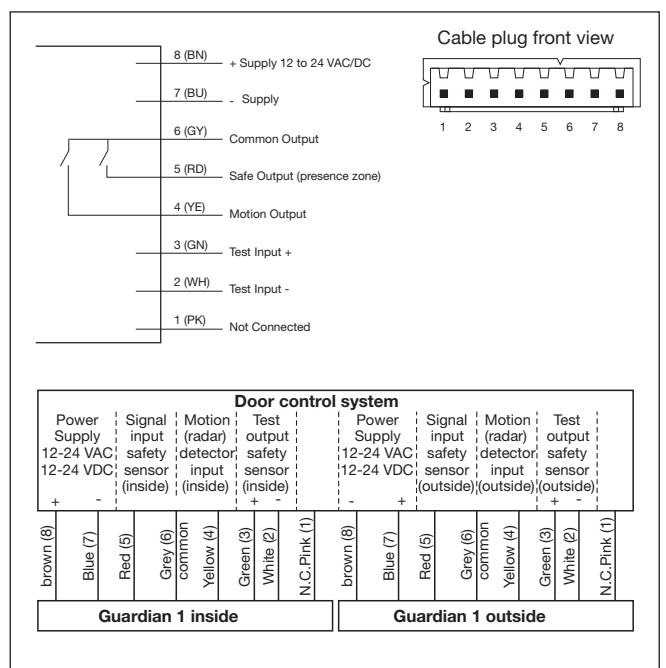 Cable plug front view
8 (BN)
+ Supply 12 to 24 VAC/DC
7 (BU)
- Supply
6 (GY)
Common Output
5 (RD)
Safe Output (presence zone)
4 (YE)
Motion Output
3 (GN)
Test Input +
2 (WH)
Test Input -
1 (PK)
Not Connected
1 2 3 4 5 6 7 8
Door control system
Power
Supply
12-24 VAC
12-24 VDC
+ -
Signal
input
safety
sensor
(inside)
Motion
(radar)
detector
input
(inside)
Test
output
safety
sensor
(inside)
+ -
Power
Supply
12-24 VAC
12-24 VDC
- +
Signal
input
safety
sensor
(outside)
Motion
(radar)
detector
input
(outside)
Test
output
safety
sensor
(outside)
+ -
brown (8)
Blue (7)
Red (5)
Grey (6)
common
Yellow (4)
Green (3)
White (2)
N.C.Pink (1)
brown (8)
Blue (7)
Red (5)
Grey (6)
common
Yellow (4)
Green (3)
White (2)
N.C.Pink (1)
Guardian 1 inside
Guardian 1 outside